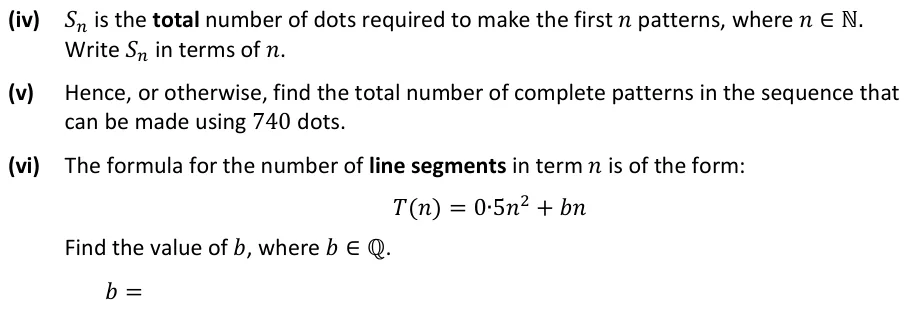 (iv) Sₙ is the total number of dots required to make the first n patterns, where n ∈ ℕ.
Write Sₙ in terms of n.
(v) Hence, or otherwise, find the total number of complete patterns in the sequence that
can be made using 740 dots.
(vi) The formula for the number of line segments in term n is of the form:
T(n) = 0·5n² + bn
Find the value of b, where b ∈ ℚ.
b =